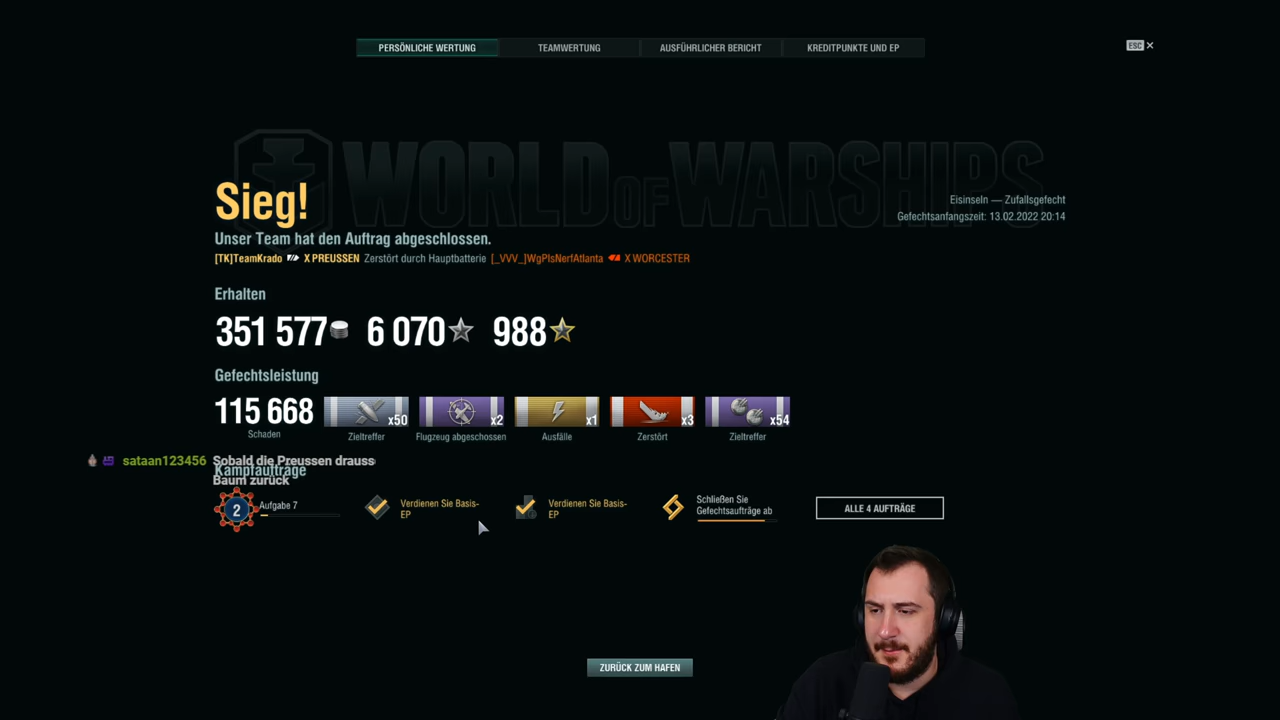 PERSÖNLICHE WERTUNG
TEAMWERTUNG
AUSFÜHRLICHER BERICHT
KREDITPUNKTE UND EP
ESC ×
WORLD OF WARSHIPS
Sieg!
Eisinseln — Zufallsgefecht
Gefechtsanfangszeit: 13.02.2022 20:14
Unser Team hat den Auftrag abgeschlossen.
[TK]TeamKrado X PREUSSEN Zerstört durch Hauptbatterie [_VVV_]WgPlsNerfAtlanta X WORCESTER
Erhalten
351 577 6 070 988
Gefechtsleistung
115 668
Schaden
x50
Zieltreffer
x2
Flugzeug abgeschossen
x1
Ausfälle
x3
Zerstört
x54
Zieltreffer
sataan123456 Sobald die Preussen drauss
Baum zurück
Kampfaufträge
2
Aufgabe 7
Verdienen Sie Basis-
EP
Verdienen Sie Basis-
EP
Schließen Sie
Gefechtsaufträge ab
ALLE 4 AUFTRÄGE
ZURÜCK ZUM HAFEN